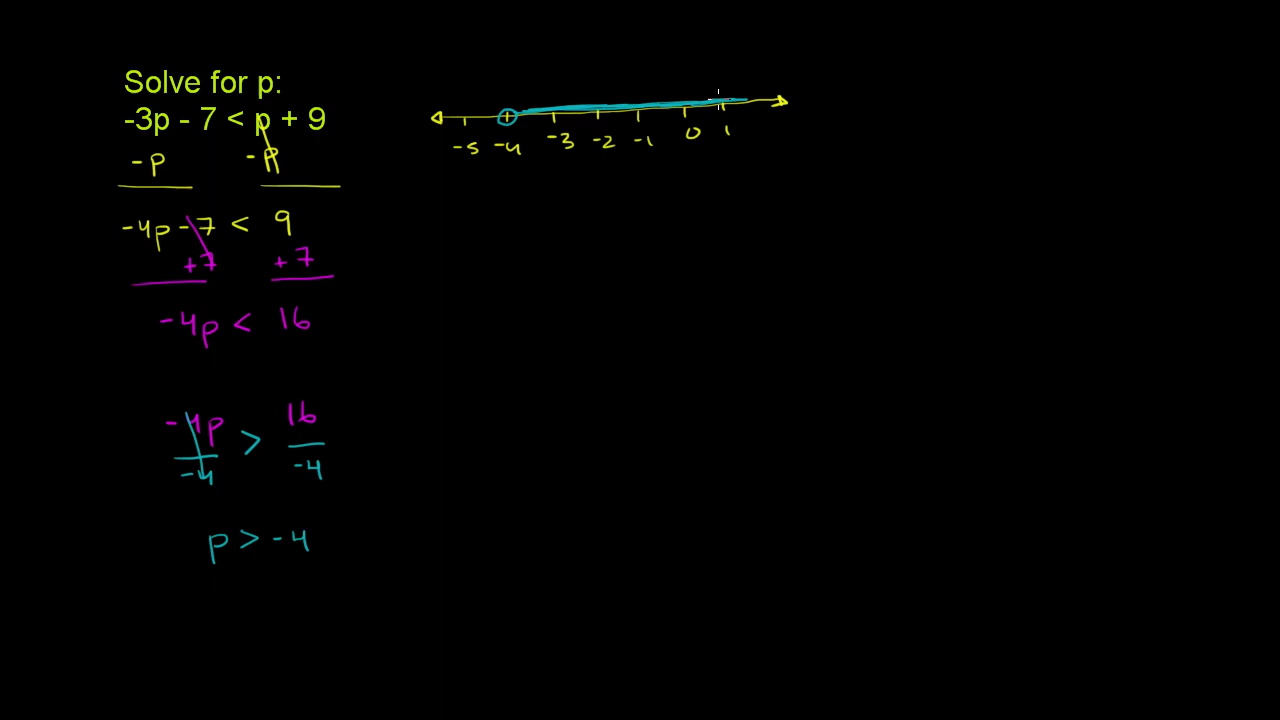 Solve for p:
-3p - 7 < p + 9
-p -p
-4p - 7 < 9
+7 +7
-4p < 16
-4p > 16
-4 -4
p > -4
-5 -4 -3 -2 -1 0 1